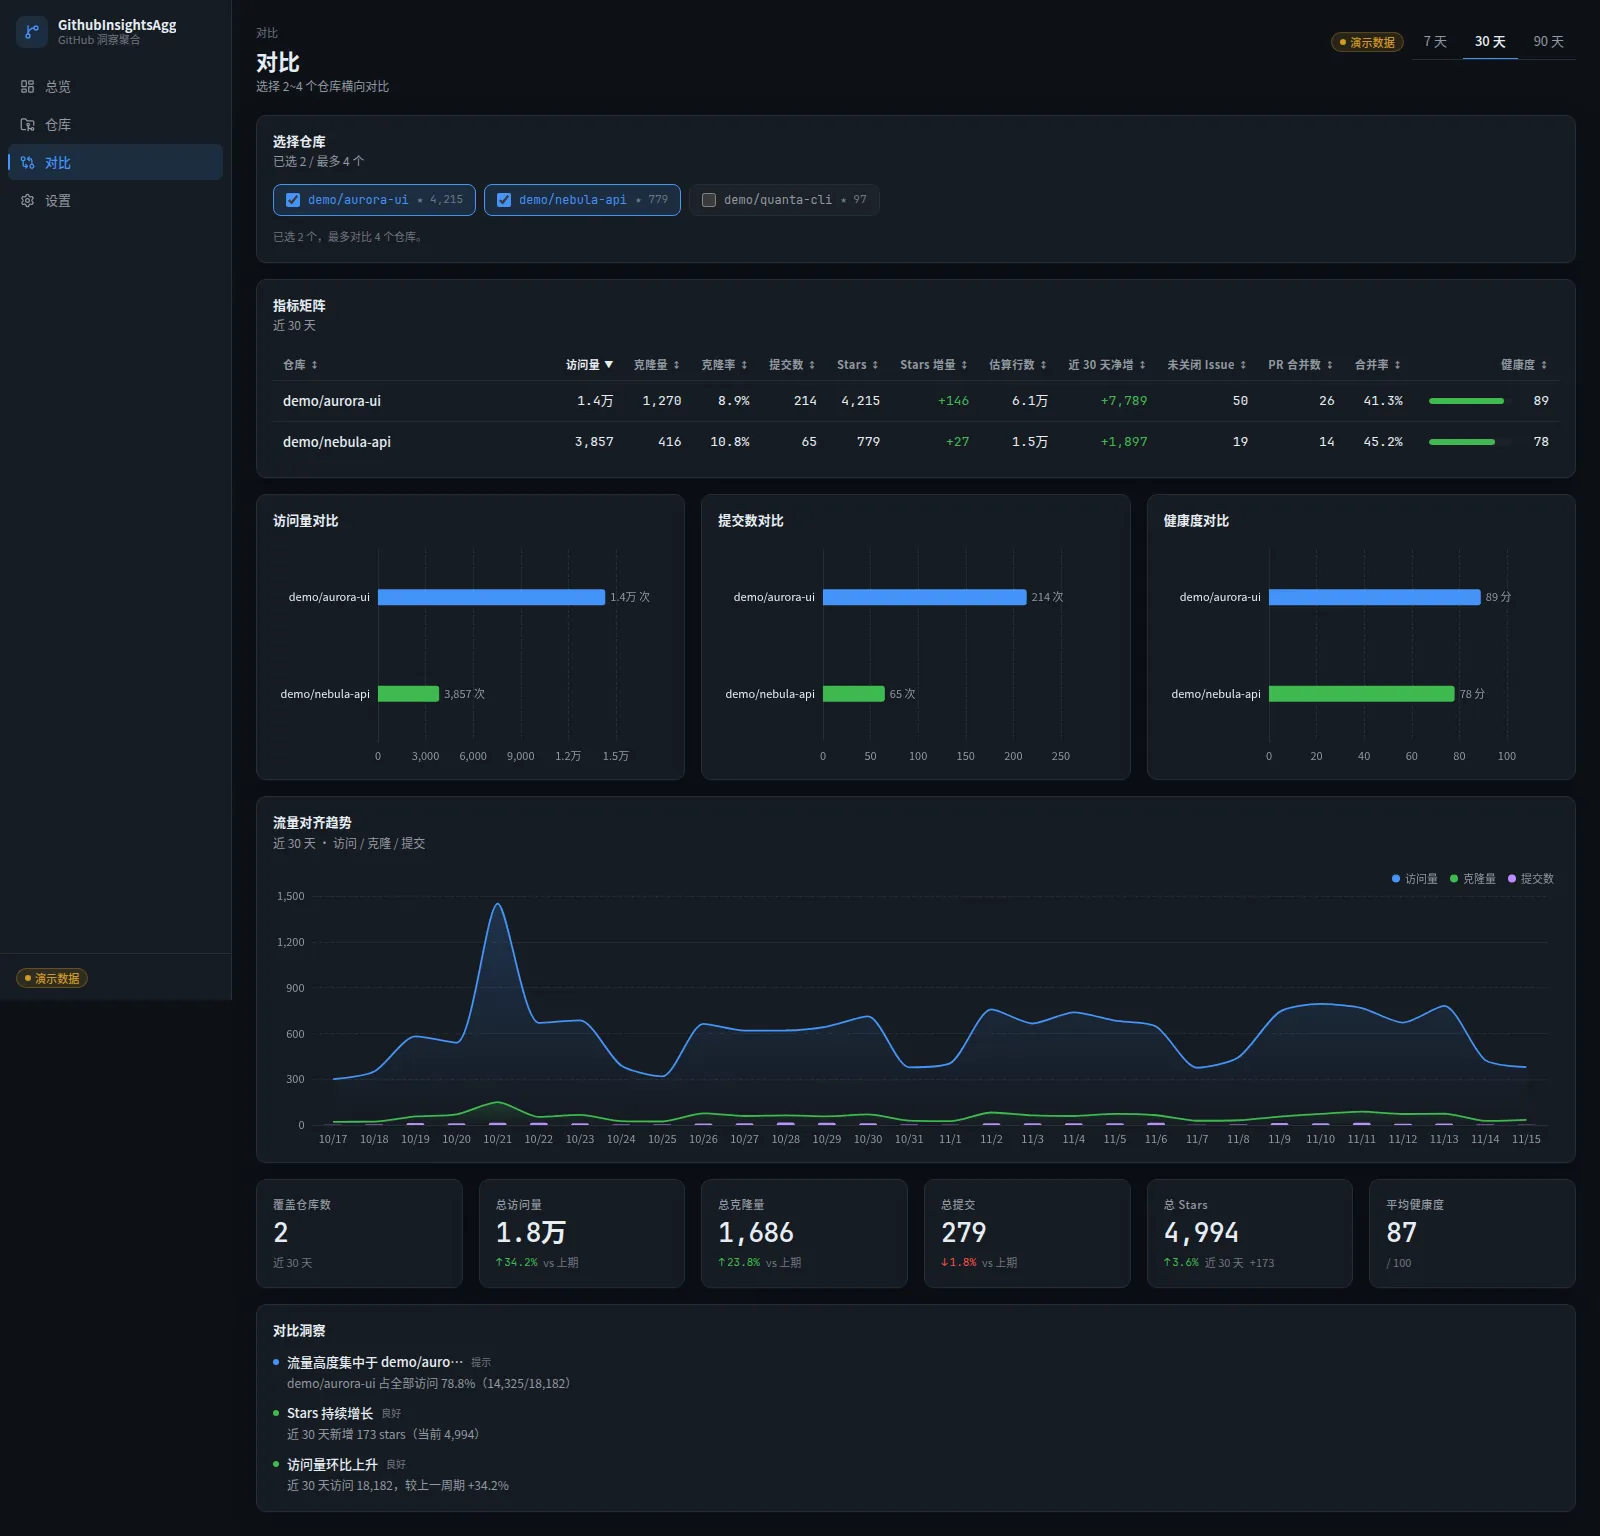 GithubInsightsAgg
GitHub 洞察聚合
总览
仓库
对比
设置
演示数据
对比
对比
选择 2~4 个仓库横向对比
演示数据
7 天
30 天
90 天
选择仓库
已选 2 / 最多 4 个
demo/aurora-ui ★ 4,215
demo/nebula-api ★ 779
demo/quanta-cli ★ 97
已选 2 个，最多对比 4 个仓库。
指标矩阵
近 30 天
仓库 ↕ 访问量 ▼ 克隆量 ↕ 克隆率 ↕ 提交数 ↕ Stars ↕ Stars 增量 ↕ 估算行数 ↕ 近 30 天净增 ↕ 未关闭 Issue ↕ PR 合并数 ↕ 合并率 ↕ 健康度 ↕
demo/aurora-ui 1.4万 1,270 8.9% 214 4,215 +146 6.1万 +7,789 50 26 41.3% 89
demo/nebula-api 3,857 416 10.8% 65 779 +27 1.5万 +1,897 19 14 45.2% 78
访问量对比
demo/aurora-ui 1.4万 次
demo/nebula-api 3,857 次
0 3,000 6,000 9,000 1.2万 1.5万
提交数对比
demo/aurora-ui 214 次
demo/nebula-api 65 次
0 50 100 150 200 250
健康度对比
demo/aurora-ui 89 分
demo/nebula-api 78 分
0 20 40 60 80 100
流量对齐趋势
近 30 天 · 访问 / 克隆 / 提交
访问量 克隆量 提交数
1,500
1,200
900
600
300
0
10/17 10/18 10/19 10/20 10/21 10/22 10/23 10/24 10/25 10/26 10/27 10/28 10/29 10/30 10/31 11/1 11/2 11/3 11/4 11/5 11/6 11/7 11/8 11/9 11/10 11/11 11/12 11/13 11/14 11/15
覆盖仓库数
2
近 30 天
总访问量
1.8万
↑34.2% vs 上期
总克隆量
1,686
↑23.8% vs 上期
总提交
279
↓1.8% vs 上期
总 Stars
4,994
↑3.6% 近 30 天 +173
平均健康度
87
/ 100
对比洞察
流量高度集中于 demo/auro… 提示
demo/aurora-ui 占全部访问 78.8%（14,325/18,182）
Stars 持续增长 良好
近 30 天新增 173 stars（当前 4,994）
访问量环比上升 良好
近 30 天访问 18,182，较上一周期 +34.2%